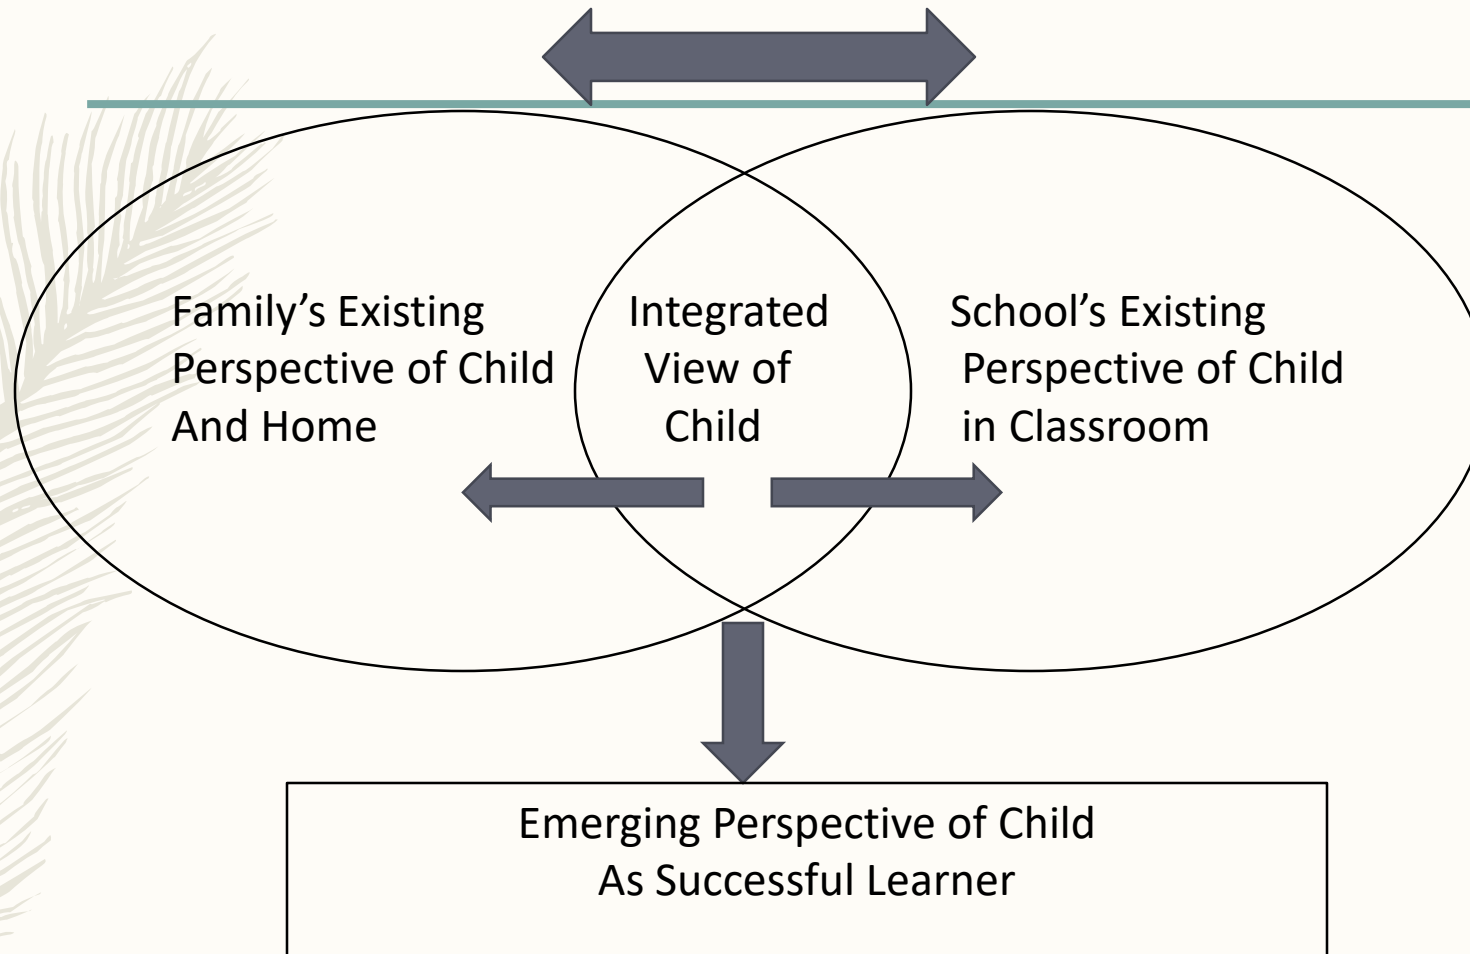 Family’s Existing
Perspective of Child
And Home
Integrated
View of
Child
School’s Existing
Perspective of Child
in Classroom
Emerging Perspective of Child
As Successful Learner